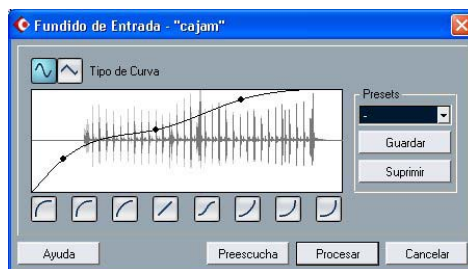 Fundido de Entrada - "cajam"
Tipo de Curva
Presets
-
Guardar
Suprimir
Ayuda
Preescucha
Procesar
Cancelar